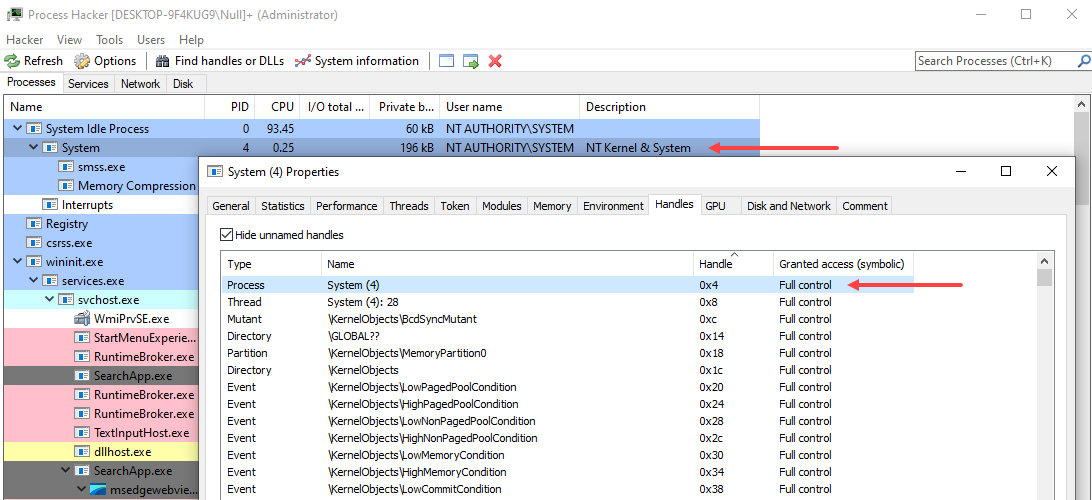 Process Hacker [DESKTOP-9F4KUG9\Null]+ (Administrator)
Hacker View Tools Users Help
Refresh Options Find handles or DLLs System information Search Processes (Ctrl+K)
Processes Services Network Disk
Name PID CPU I/O total ... Private b... User name Description
System Idle Process 0 93.45 60 kB NT AUTHORITY\SYSTEM
System 4 0.25 196 kB NT AUTHORITY\SYSTEM NT Kernel & System
smss.exe
Memory Compression
Interrupts
Registry
csrss.exe
wininit.exe
services.exe
svchost.exe
WmiPrvSE.exe
StartMenuExperie...
RuntimeBroker.exe
SearchApp.exe
RuntimeBroker.exe
RuntimeBroker.exe
TextInputHost.exe
dllhost.exe
SearchApp.exe
msedgewebvie...
System (4) Properties
General Statistics Performance Threads Token Modules Memory Environment Handles GPU Disk and Network Comment
Hide unnamed handles
Type Name Handle Granted access (symbolic)
Process System (4) 0x4 Full control
Thread System (4): 28 0x8 Full control
Mutant \KernelObjects\BcdSyncMutant 0xc Full control
Directory \GLOBAL?? 0x14 Full control
Partition \KernelObjects\MemoryPartition0 0x18 Full control
Directory \KernelObjects 0x1c Full control
Event \KernelObjects\LowPagedPoolCondition 0x20 Full control
Event \KernelObjects\HighPagedPoolCondition 0x24 Full control
Event \KernelObjects\LowNonPagedPoolCondition 0x28 Full control
Event \KernelObjects\HighNonPagedPoolCondition 0x2c Full control
Event \KernelObjects\LowMemoryCondition 0x30 Full control
Event \KernelObjects\HighMemoryCondition 0x34 Full control
Event \KernelObjects\LowCommitCondition 0x38 Full control